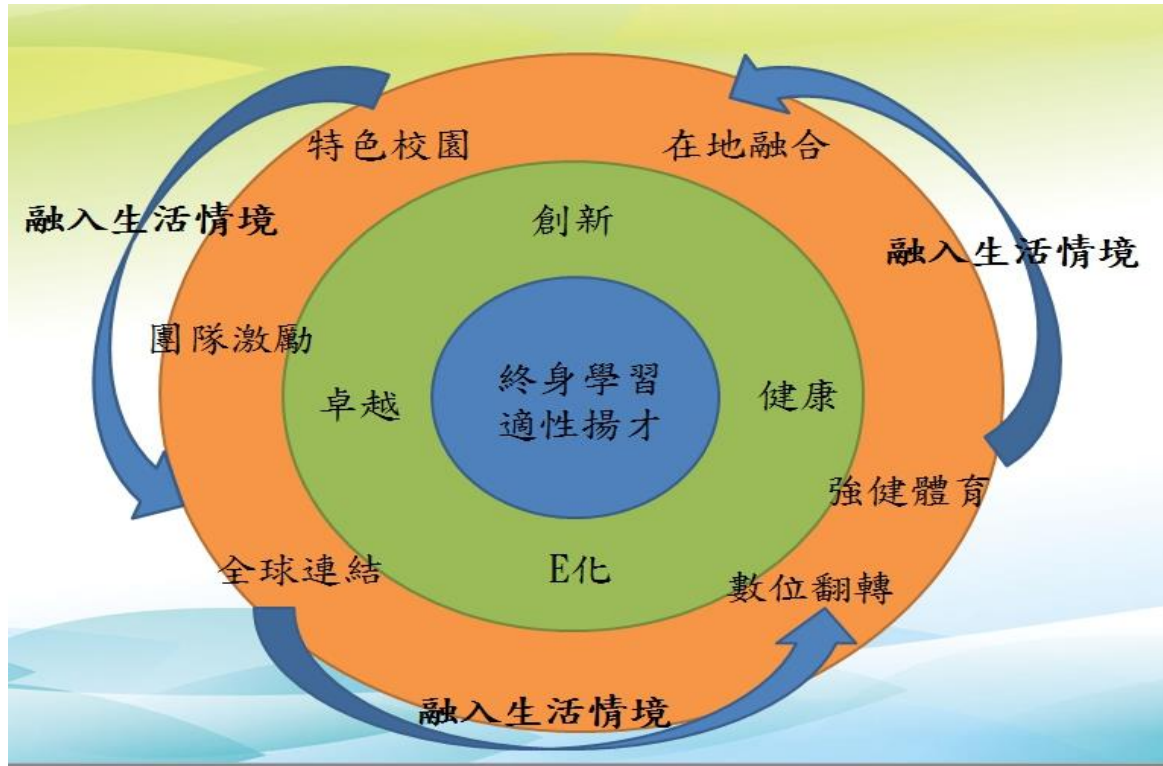 特色校園
在地融合
融入生活情境
創新
融入生活情境
團隊激勵
卓越
終身學習
適性揚才
健康
強健體育
全球連結
E化
數位翻轉
融入生活情境